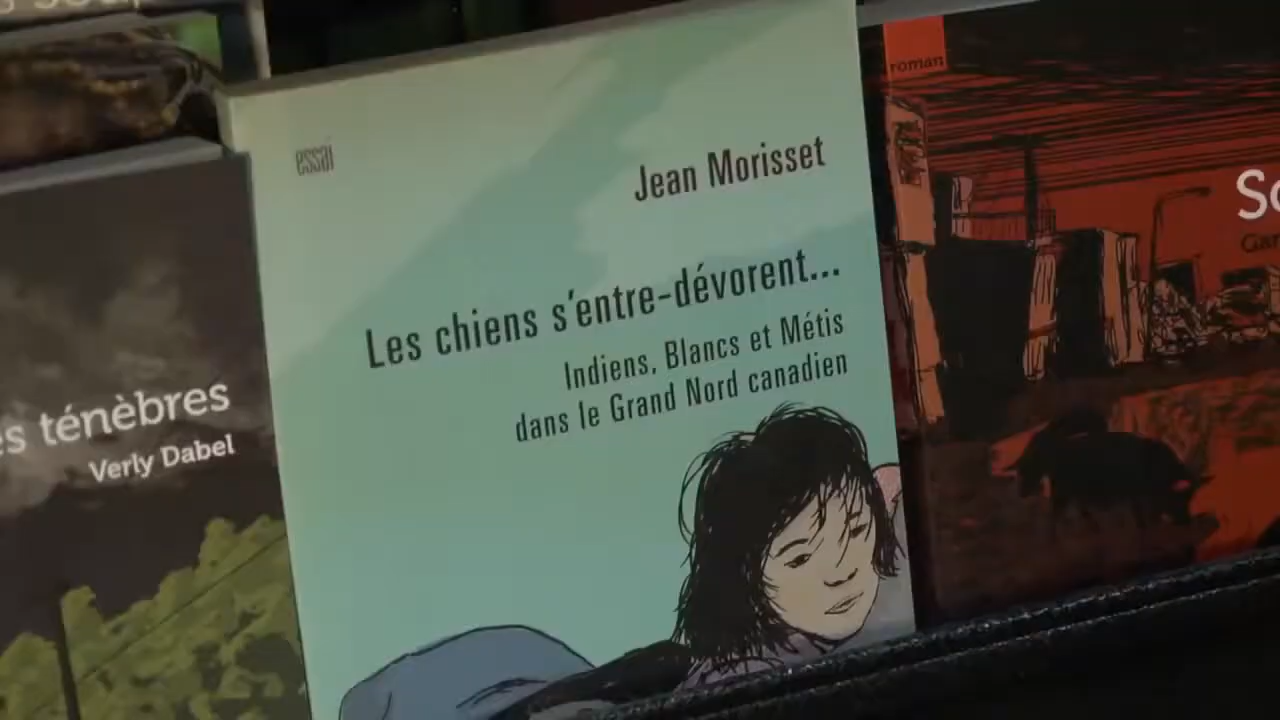 essai
Jean Morisset
Les chiens s'entre-dévorent...
Indiens, Blancs et Métis
dans le Grand Nord canadien
ténèbres
Verly Dabel
roman